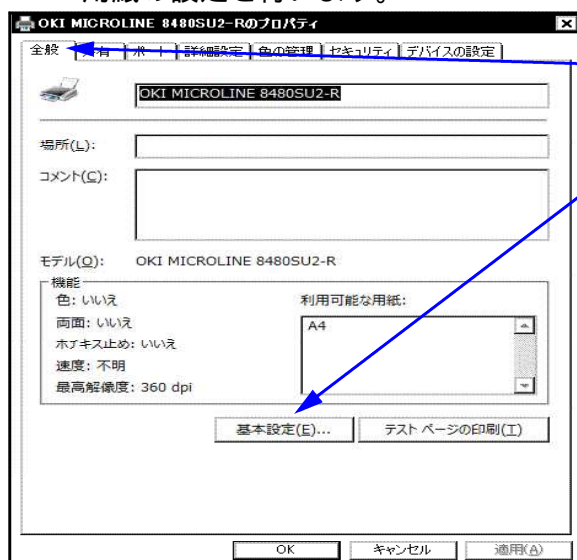 用紙の設定を行います。
OKI MICROLINE 8480SU2-Rのプロパティ
全般 共有 ポート 詳細設定 色の管理 セキュリティ デバイスの設定
OKI MICROLINE 8480SU2-R
場所(L):
コメント(C):
モデル(O): OKI MICROLINE 8480SU2-R
機能
色: いいえ 利用可能な用紙:
両面: いいえ A4
ホチキス止め: いいえ
速度: 不明
最高解像度: 360 dpi
基本設定(E)... テスト ページの印刷(T)
OK キャンセル 適用(A)